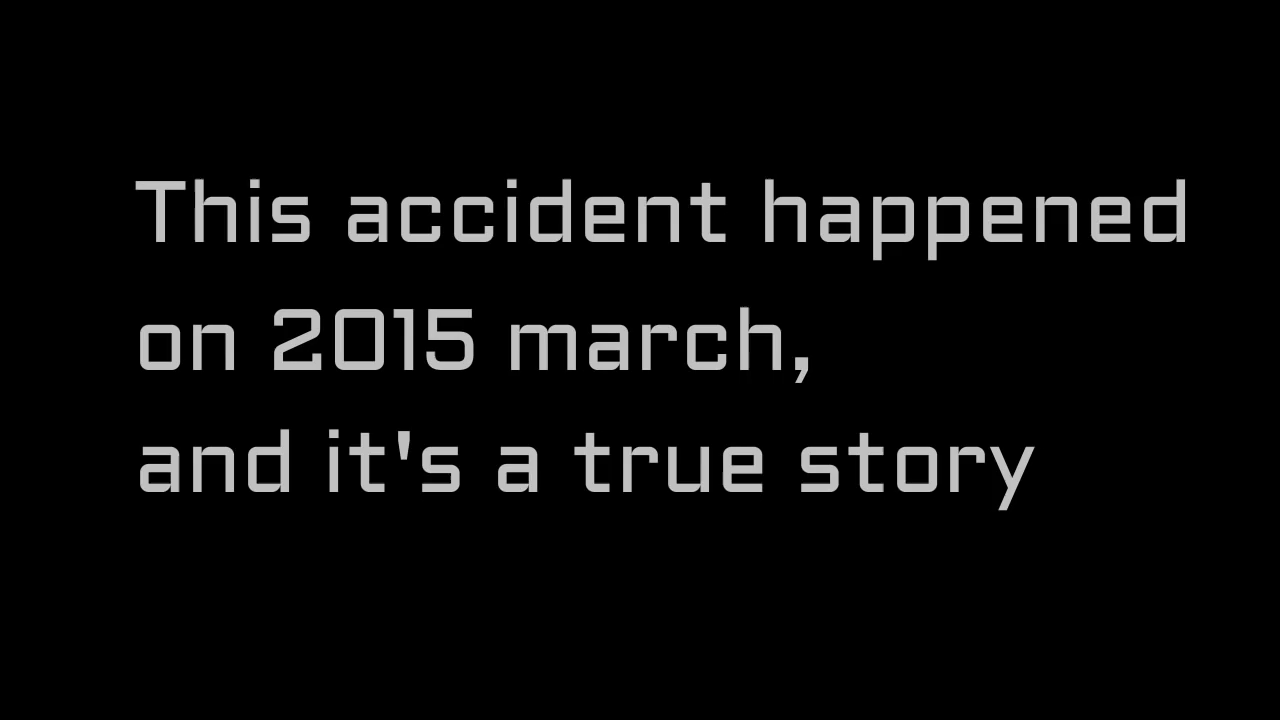 This accident happened
on 2015 march,
and it's a true story